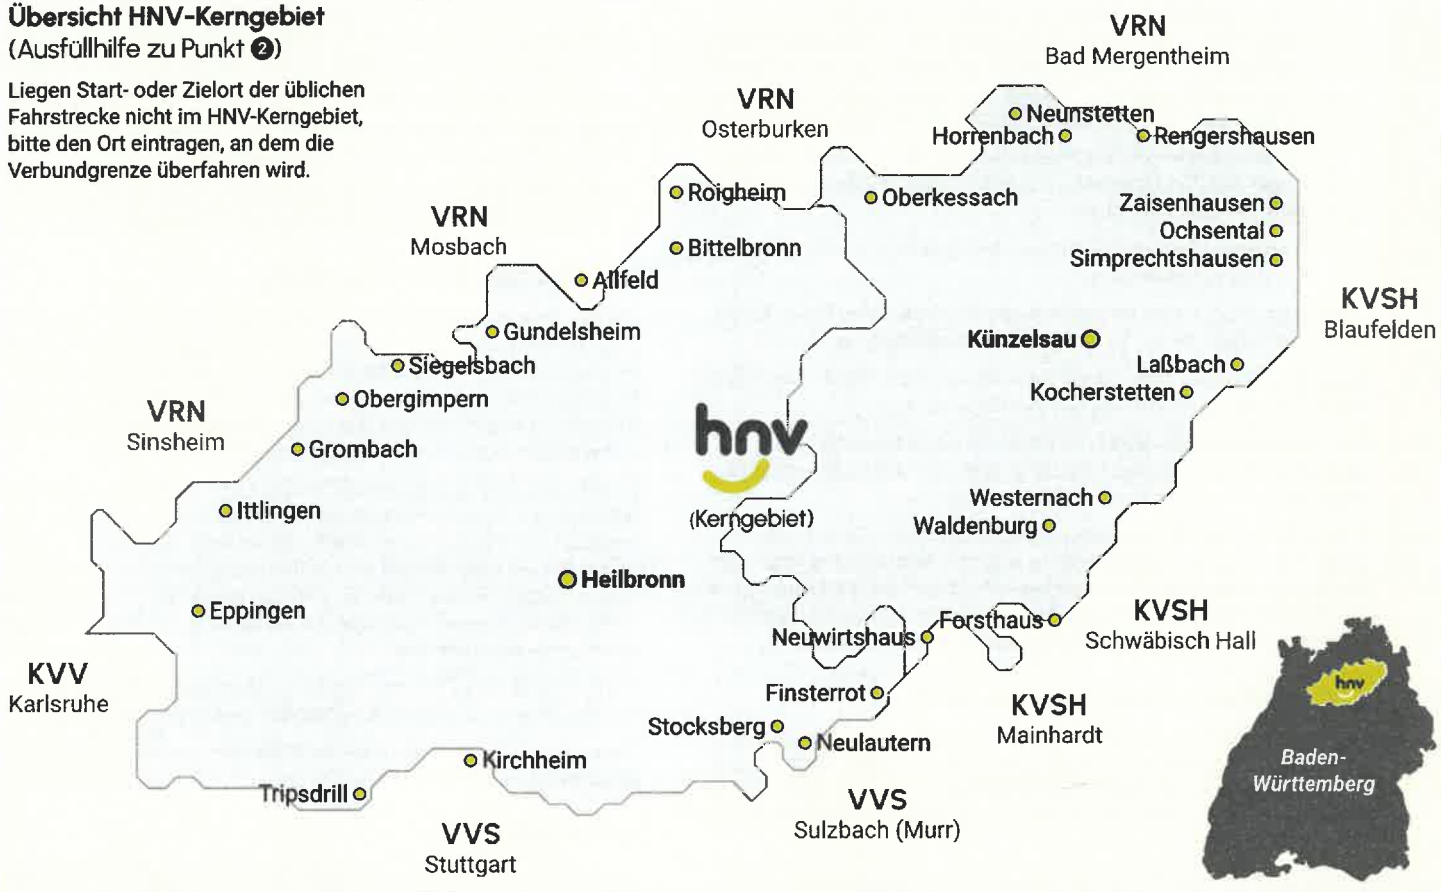 Übersicht HNV-Kerngebiet
(Ausfüllhilfe zu Punkt ❷)
Liegen Start- oder Zielort der üblichen
Fahrstrecke nicht im HNV-Kerngebiet,
bitte den Ort eintragen, an dem die
Verbundgrenze überfahren wird.
VRN
Bad Mergentheim
VRN
Osterburken
Neunstetten
Horrenbach
Rengershausen
Roigheim
Oberkessach
Zaisenhausen
VRN
Mosbach
Ochsental
Bittelbronn
Simprechtshausen
Allfeld
KVSH
Blaufelden
Gundelsheim
Künzelsau
Siegelsbach
Laßbach
Obergimpern
Kocherstetten
VRN
Sinsheim
hnv
(Kerngebiet)
Grombach
Westernach
Ittlingen
Waldenburg
Heilbronn
Eppingen
Forsthaus
KVSH
Schwäbisch Hall
Neuwirtshaus
KVV
Karlsruhe
Finsterrot
KVSH
Mainhardt
Stocksberg
Neulautern
Kirchheim
Tripsdrill
VVS
Sulzbach (Murr)
VVS
Stuttgart
hnv
Baden-
Württemberg